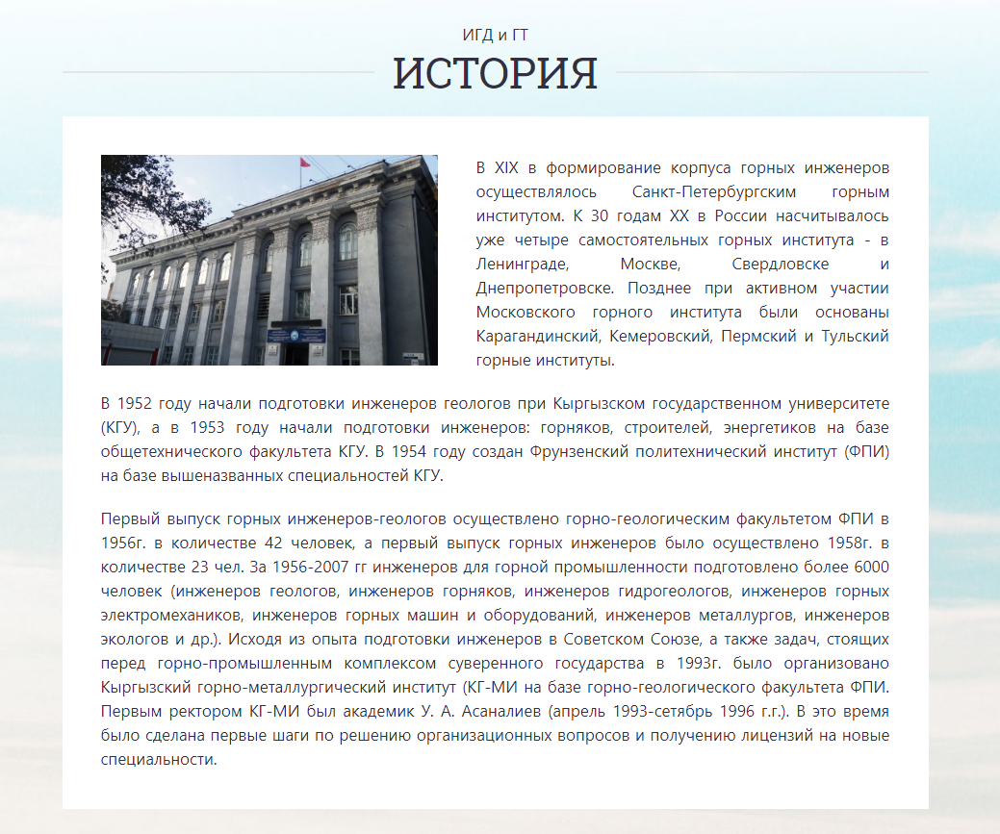 ИГД и ГТ
ИСТОРИЯ
В XIX в формирование корпуса горных инженеров
осуществлялось Санкт-Петербургским горным
институтом. К 30 годам XX в России насчитывалось
уже четыре самостоятельных горных института - в
Ленинграде, Москве, Свердловске и
Днепропетровске. Позднее при активном участии
Московского горного института были основаны
Карагандинский, Кемеровский, Пермский и Тульский
горные институты.
В 1952 году начали подготовки инженеров геологов при Кыргызском государственном университете
(КГУ), а в 1953 году начали подготовки инженеров: горняков, строителей, энергетиков на базе
общетехнического факультета КГУ. В 1954 году создан Фрунзенский политехнический институт (ФПИ)
на базе вышеназванных специальностей КГУ.
Первый выпуск горных инженеров-геологов осуществлено горно-геологическим факультетом ФПИ в
1956г. в количестве 42 человек, а первый выпуск горных инженеров было осуществлено 1958г. в
количестве 23 чел. За 1956-2007 гг инженеров для горной промышленности подготовлено более 6000
человек (инженеров геологов, инженеров горняков, инженеров гидрогеологов, инженеров горных
электромехаников, инженеров горных машин и оборудований, инженеров металлургов, инженеров
экологов и др.). Исходя из опыта подготовки инженеров в Советском Союзе, а также задач, стоящих
перед горно-промышленным комплексом суверенного государства в 1993г. было организовано
Кыргызский горно-металлургический институт (КГ-МИ на базе горно-геологического факультета ФПИ.
Первым ректором КГ-МИ был академик У. А. Асаналиев (апрель 1993-сетябрь 1996 г.г.). В это время
было сделана первые шаги по решению организационных вопросов и получению лицензий на новые
специальности.